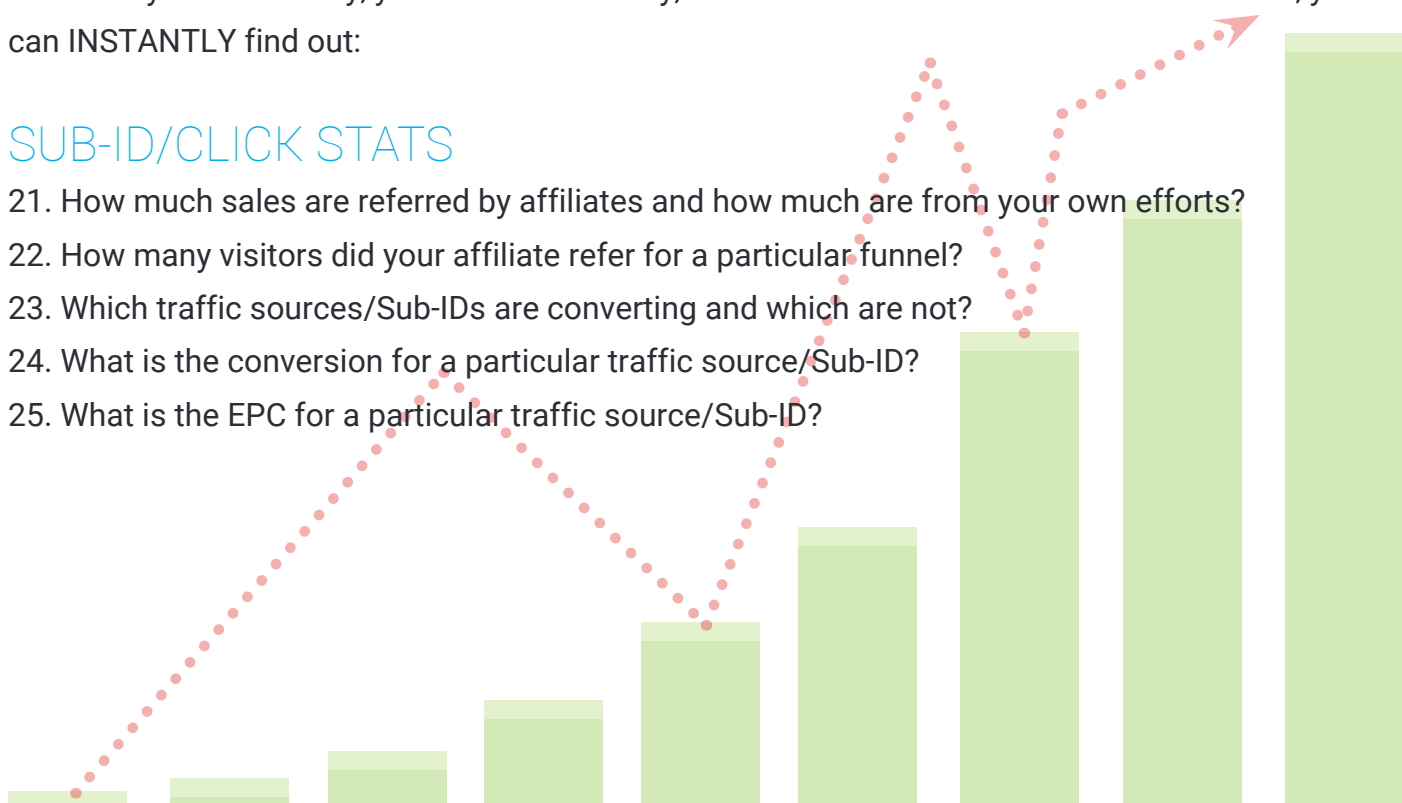 can INSTANTLY find out:
SUB-ID/CLICK STATS
21. How much sales are referred by affiliates and how much are from your own efforts?
22. How many visitors did your affiliate refer for a particular funnel?
23. Which traffic sources/Sub-IDs are converting and which are not?
24. What is the conversion for a particular traffic source/Sub-ID?
25. What is the EPC for a particular traffic source/Sub-ID?